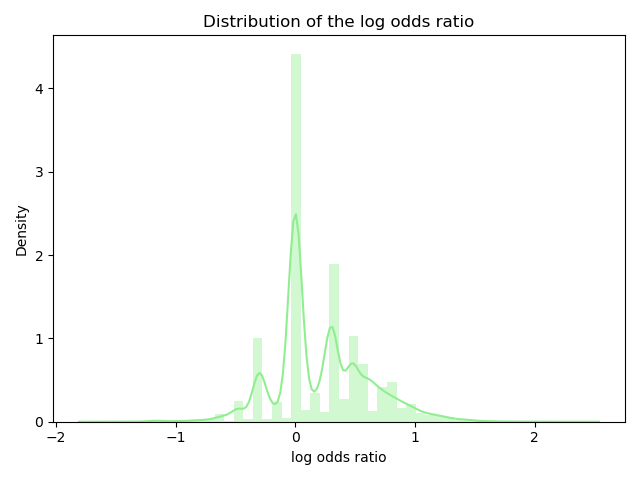 Distribution of the log odds ratio
Density
4
3
2
1
0
−2 −1 0 1 2
log odds ratio